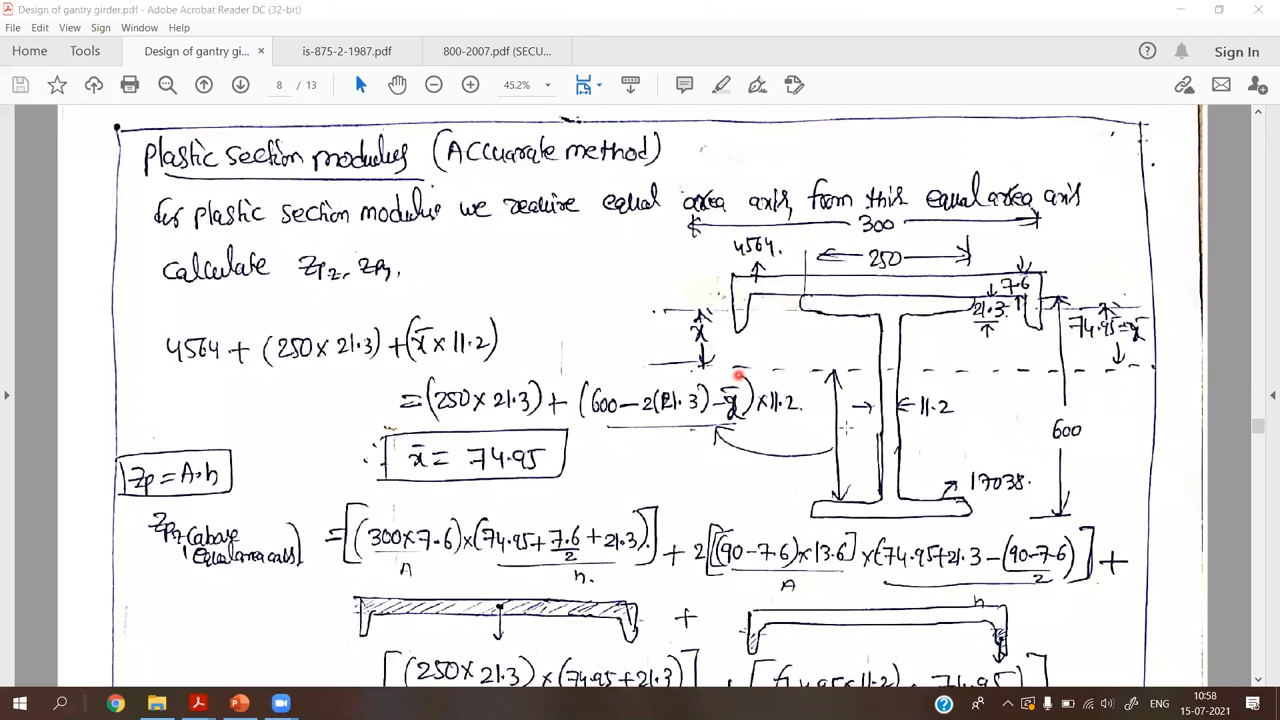 Design of gantry girder.pdf - Adobe Acrobat Reader DC (32-bit)
File Edit View Sign Window Help
Home Tools Design of gantry gi... × is-875-2-1987.pdf 800-2007.pdf (SECU... Sign In
8 / 13 45.2%
Plastic section modulus (Accuarate method)
for plastic section modulus we require equal area axis, from this equal area axis
calculate Zpz, Zpy.
300
4564.
250
7.6
21.3
x̄
74.95=x̄
4564 + (250×21.3) + (x̄ × 11.2)
= (250×21.3) + (600-2(21.3)-x̄)×11.2.
11.2
600
x̄ = 74.95
17038.
Zp = A.h
Zpz (above equal area axis) = [(300×7.6)×(74.95+7.6/2+21.3)] + 2[[(90-7.6)×13.6]×(74.95+21.3-(90-7.6)/2)] +
A h. A h
+
[(250×21.3)×(74.95+21.3)]
10:58
ENG
15-07-2021